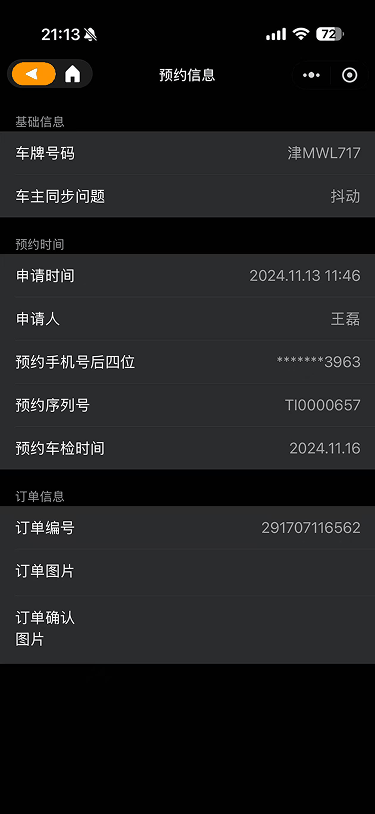 21:13
72
预约信息
基础信息
车牌号码 津MWL717
车主同步问题 抖动
预约时间
申请时间 2024.11.13 11:46
申请人 王磊
预约手机号后四位 *******3963
预约序列号 TI0000657
预约车检时间 2024.11.16
订单信息
订单编号 291707116562
订单图片
订单确认
图片